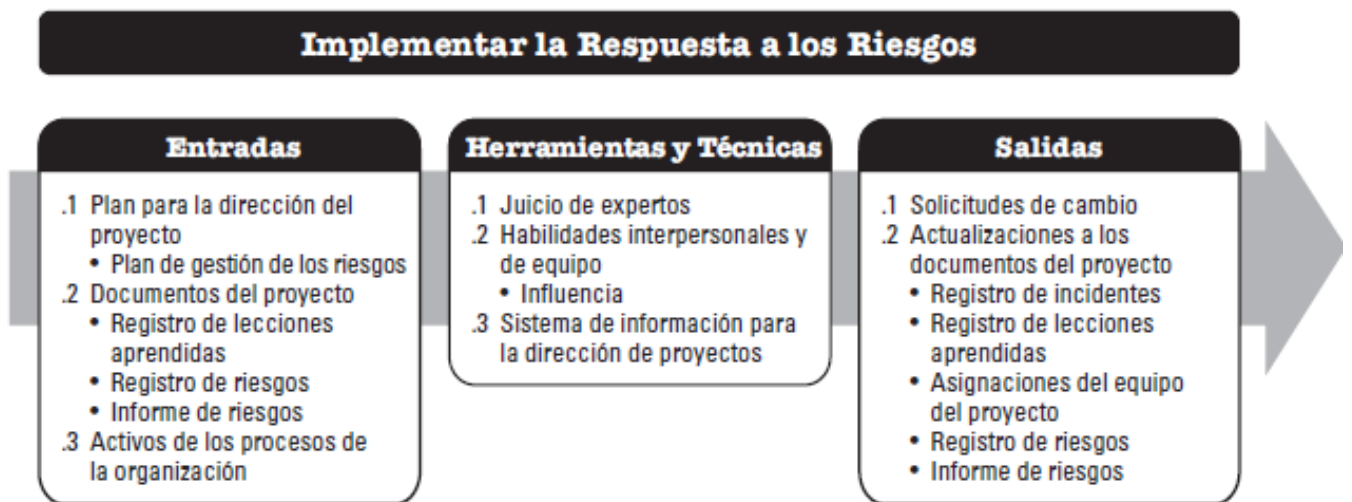 Implementar la Respuesta a los Riesgos
Entradas
.1 Plan para la dirección del
proyecto
• Plan de gestión de los riesgos
.2 Documentos del proyecto
• Registro de lecciones
aprendidas
• Registro de riesgos
• Informe de riesgos
.3 Activos de los procesos de
la organización
Herramientas y Técnicas
.1 Juicio de expertos
.2 Habilidades interpersonales y
de equipo
• Influencia
.3 Sistema de información para
la dirección de proyectos
Salidas
.1 Solicitudes de cambio
.2 Actualizaciones a los
documentos del proyecto
• Registro de incidentes
• Registro de lecciones
aprendidas
• Asignaciones del equipo
del proyecto
• Registro de riesgos
• Informe de riesgos